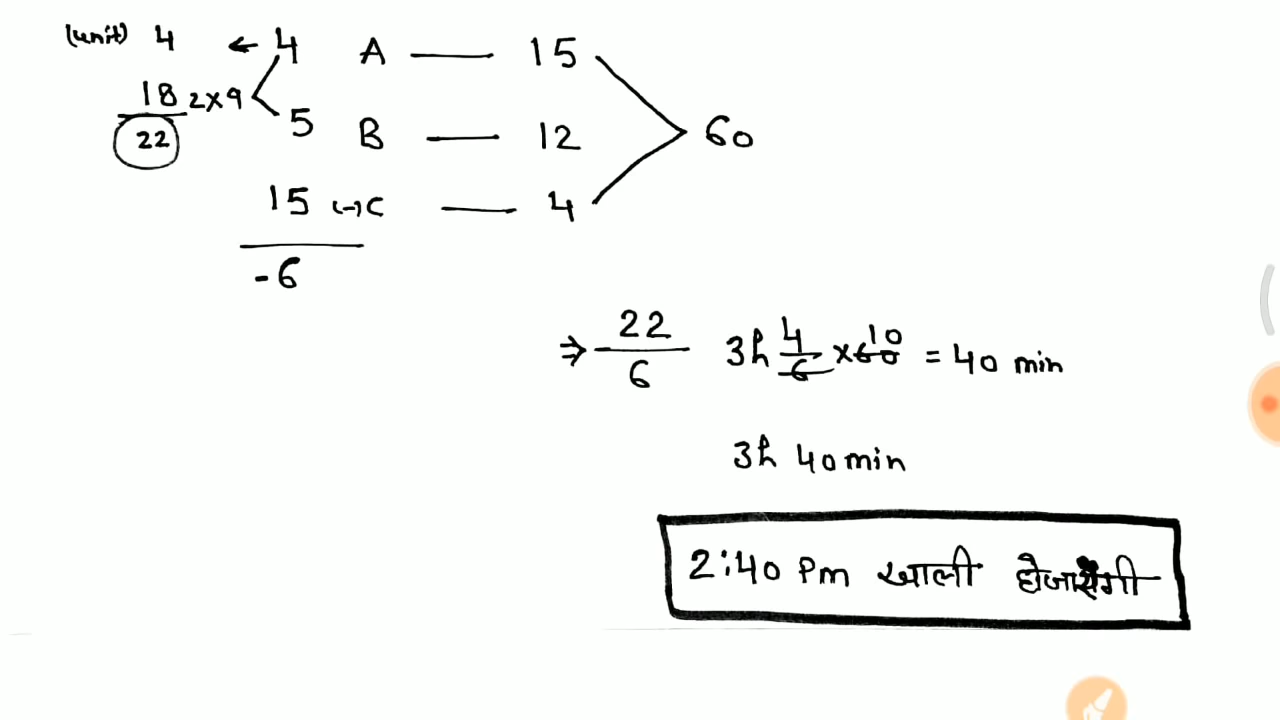 (unit) 4 ← 4 A — 15
18 2×9
22
5 B — 12
60
15 (-)C — 4
-6
⇒ 22/6 3h 4/6 ×60 10 = 40 min
3h 40min
2:40 Pm खाली होजाएगी